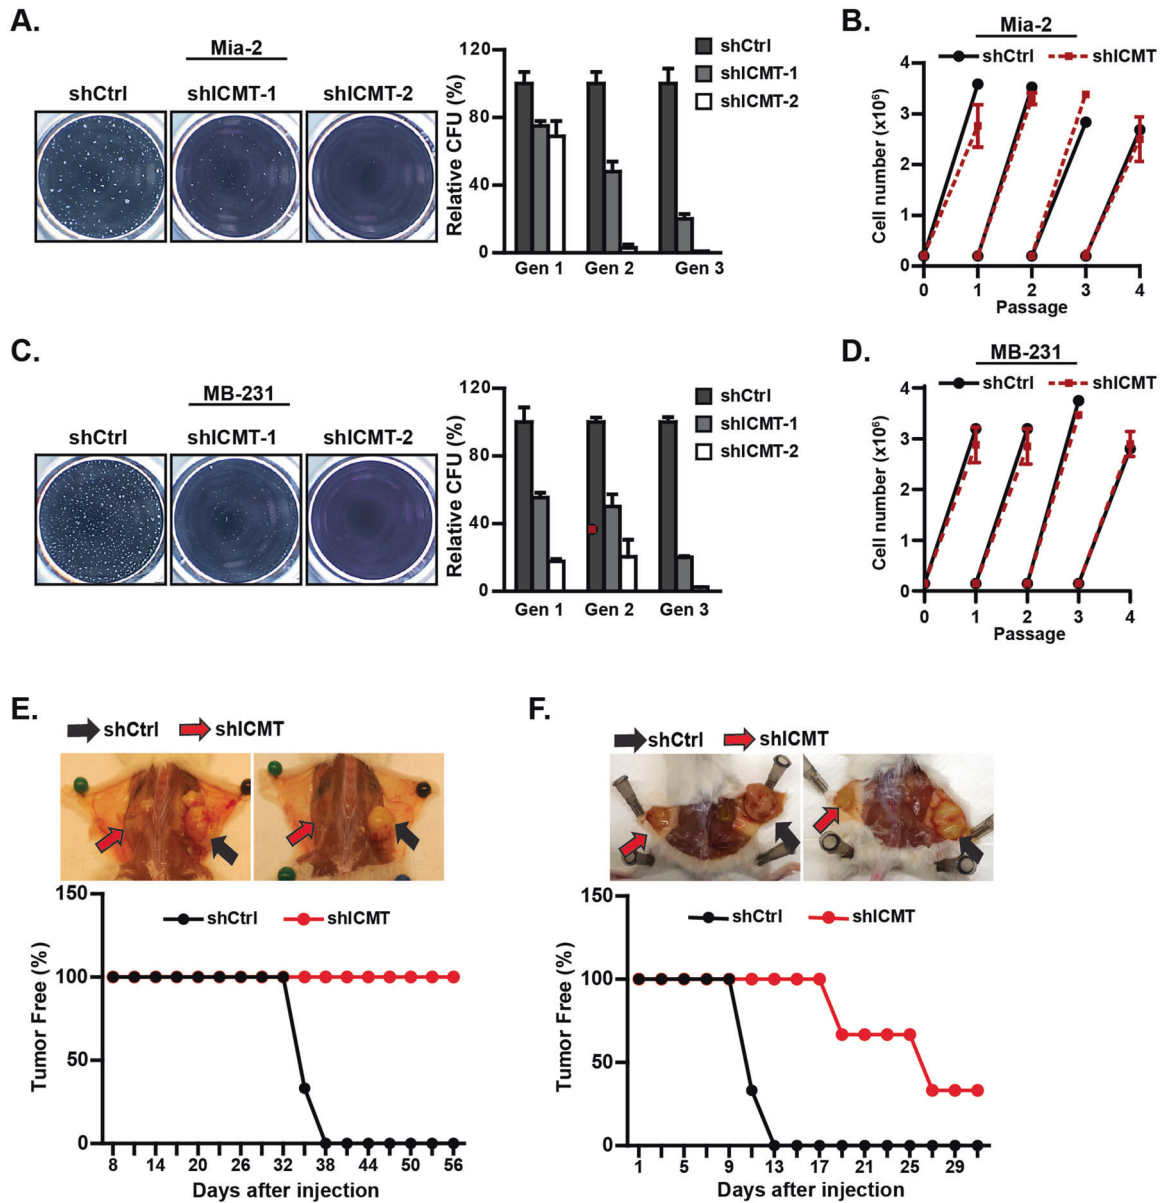 A.
Mia-2
shCtrl shICMT-1 shICMT-2
Relative CFU (%)
120
80
40
0
Gen 1 Gen 2 Gen 3
shCtrl
shICMT-1
shICMT-2
B.
Mia-2
shCtrl shICMT
Cell number (x10⁶)
4
3
2
1
0
0 1 2 3 4
Passage
C.
MB-231
shCtrl shICMT-1 shICMT-2
Relative CFU (%)
120
80
40
0
Gen 1 Gen 2 Gen 3
shCtrl
shICMT-1
shICMT-2
D.
MB-231
shCtrl shICMT
Cell number (x10⁶)
4
3
2
1
0
0 1 2 3 4
Passage
E.
shCtrl shICMT
shCtrl shICMT
Tumor Free (%)
150
100
50
0
8 14 20 26 32 38 44 50 56
Days after injection
F.
shCtrl shICMT
shCtrl shICMT
Tumor Free (%)
150
100
50
0
1 5 9 13 17 21 25 29
Days after injection